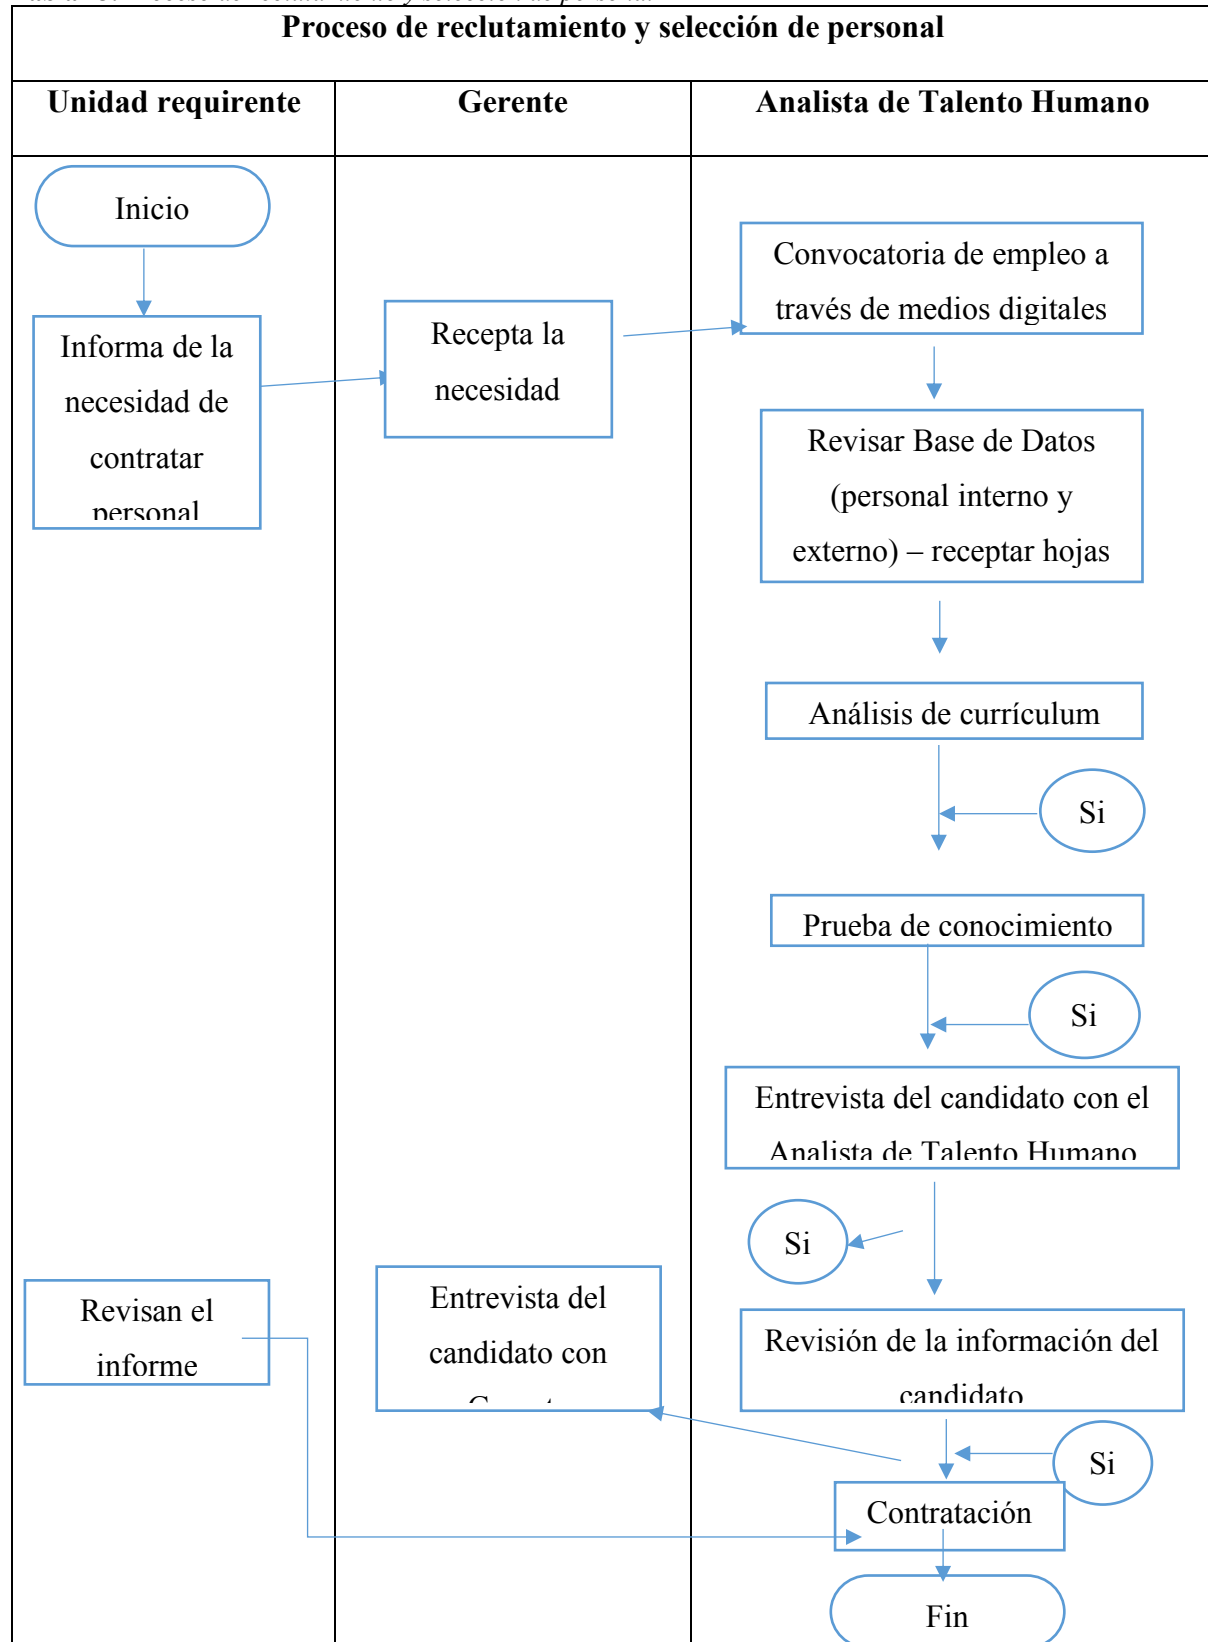 Proceso de reclutamiento y selección de personal
Unidad requirente
Gerente
Analista de Talento Humano
Inicio
Informa de la
necesidad de
contratar
personal
Recepta la
necesidad
Convocatoria de empleo a
través de medios digitales
Revisar Base de Datos
(personal interno y
externo) – receptar hojas
Análisis de currículum
Si
Prueba de conocimiento
Si
Entrevista del candidato con el
Analista de Talento Humano
Si
Revisan el
informe
Entrevista del
candidato con
Revisión de la información del
candidato
Si
Contratación
Fin